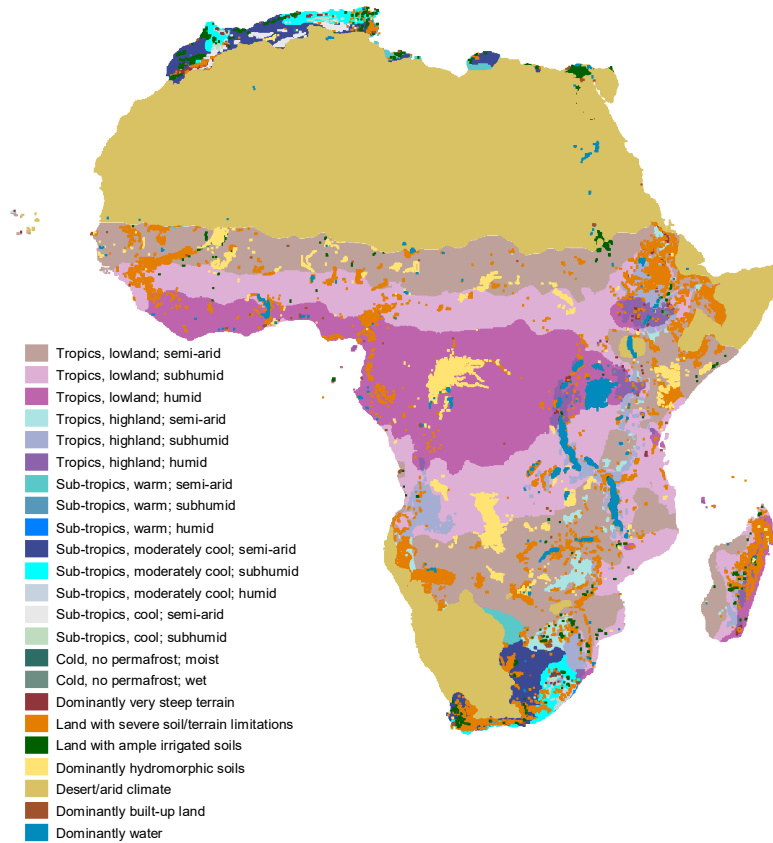 Tropics, lowland; semi-arid
Tropics, lowland; subhumid
Tropics, lowland; humid
Tropics, highland; semi-arid
Tropics, highland; subhumid
Tropics, highland; humid
Sub-tropics, warm; semi-arid
Sub-tropics, warm; subhumid
Sub-tropics, warm; humid
Sub-tropics, moderately cool; semi-arid
Sub-tropics, moderately cool; subhumid
Sub-tropics, moderately cool; humid
Sub-tropics, cool; semi-arid
Sub-tropics, cool; subhumid
Cold, no permafrost; moist
Cold, no permafrost; wet
Dominantly very steep terrain
Land with severe soil/terrain limitations
Land with ample irrigated soils
Dominantly hydromorphic soils
Desert/arid climate
Dominantly built-up land
Dominantly water